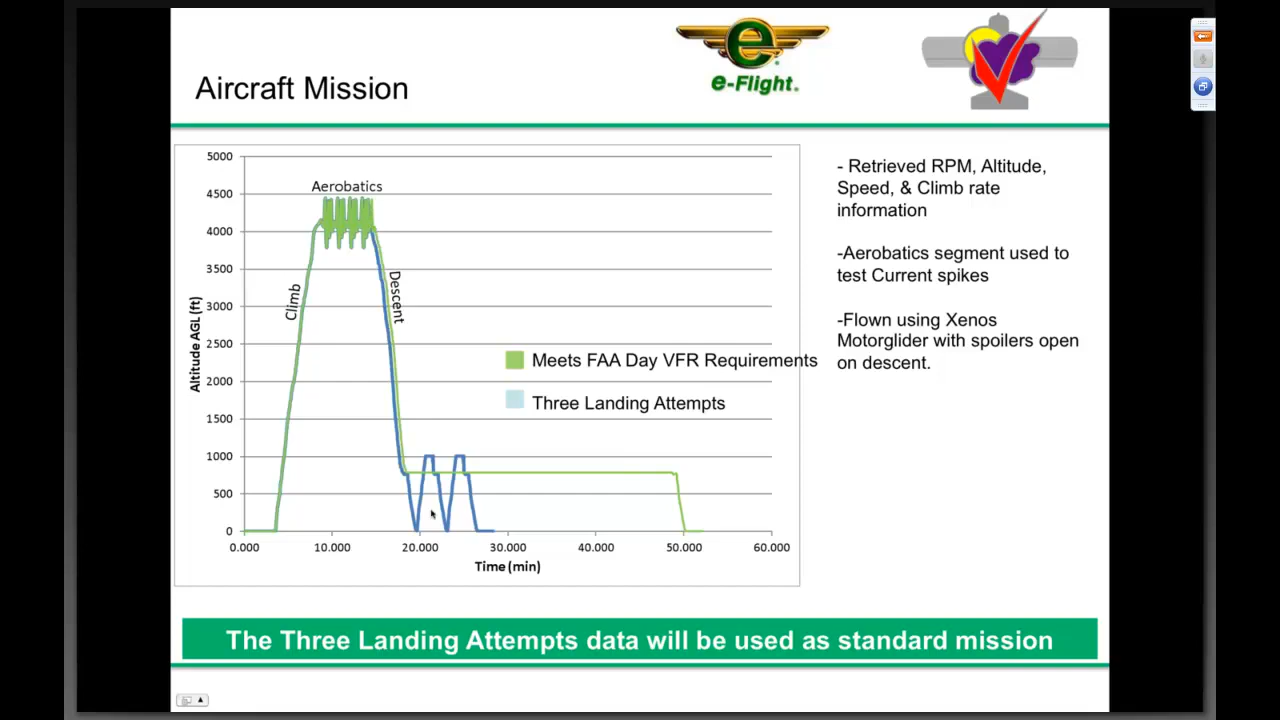 e
e-Flight.
Aircraft Mission
5000
4500
4000
3500
3000
2500
2000
1500
1000
500
0
Altitude AGL (ft)
Aerobatics
Climb
Descent
Meets FAA Day VFR Requirements
Three Landing Attempts
0.000 10.000 20.000 30.000 40.000 50.000 60.000
Time (min)
- Retrieved RPM, Altitude,
Speed, & Climb rate
information
-Aerobatics segment used to
test Current spikes
-Flown using Xenos
Motorglider with spoilers open
on descent.
The Three Landing Attempts data will be used as standard mission